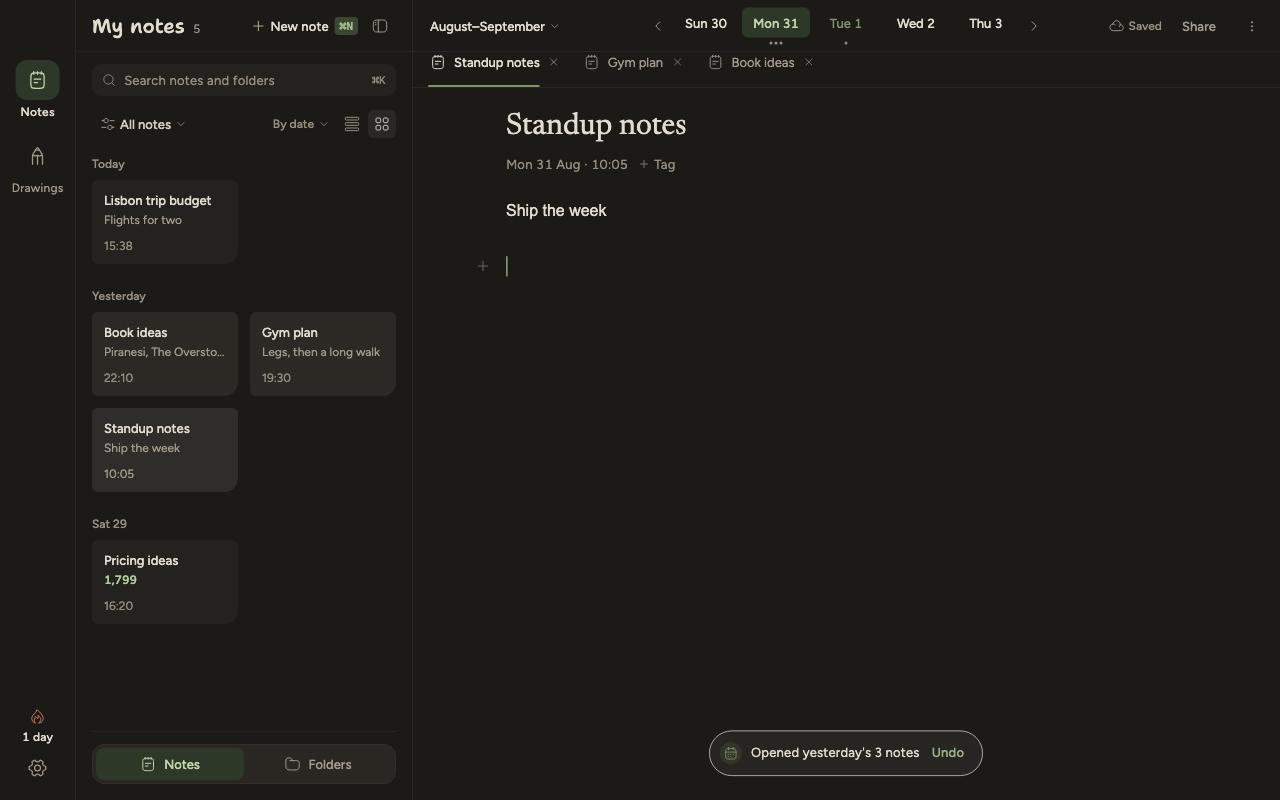 My notes 5
New note ⌘N
August–September
Sun 30
Mon 31
Tue 1
Wed 2
Thu 3
Saved
Share
Notes
Drawings
1 day
Search notes and folders ⌘K
All notes
By date
Today
Lisbon trip budget
Flights for two
15:38
Yesterday
Book ideas
Piranesi, The Oversto...
22:10
Gym plan
Legs, then a long walk
19:30
Standup notes
Ship the week
10:05
Sat 29
Pricing ideas
1,799
16:20
Notes
Folders
Standup notes
Gym plan
Book ideas
Standup notes
Mon 31 Aug · 10:05 + Tag
Ship the week
Opened yesterday's 3 notes Undo